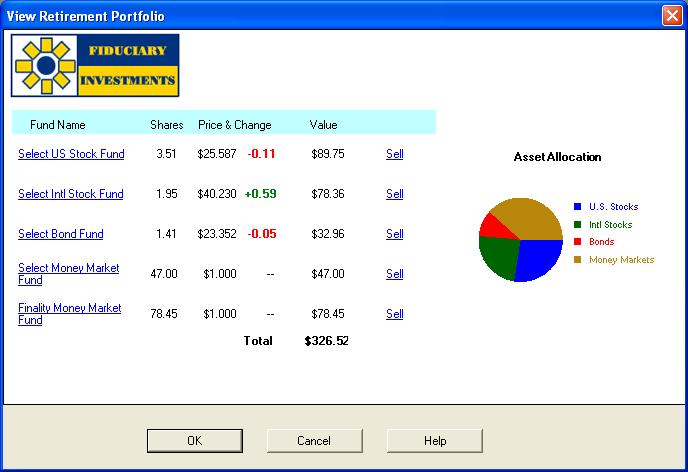 View Retirement Portfolio
FIDUCIARY
INVESTMENTS
Fund Name Shares Price & Change Value
Select US Stock Fund 3.51 $25.587 -0.11 $89.75 Sell
Select Intl Stock Fund 1.95 $40.230 +0.59 $78.36 Sell
Select Bond Fund 1.41 $23.352 -0.05 $32.96 Sell
Select Money Market
Fund 47.00 $1.000 -- $47.00 Sell
Finality Money Market
Fund 78.45 $1.000 -- $78.45 Sell
Total $326.52
Asset Allocation
U.S. Stocks
Intl Stocks
Bonds
Money Markets
OK Cancel Help